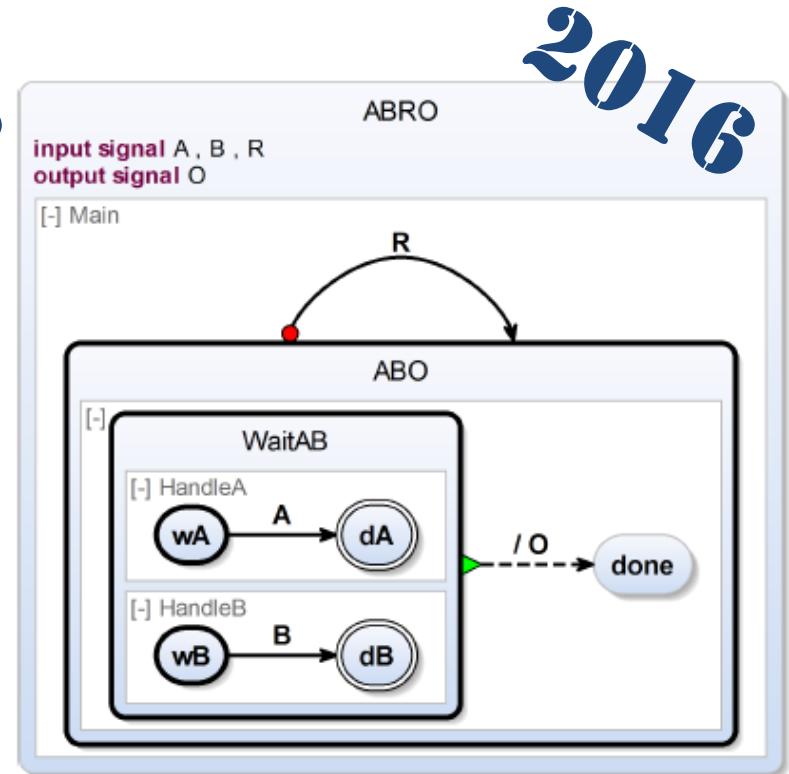 2016
ABRO
input signal A , B , R
output signal O
[-] Main
R
ABO
[-]
WaitAB
[-] HandleA
wA
A
dA
/ O
done
[-] HandleB
wB
B
dB